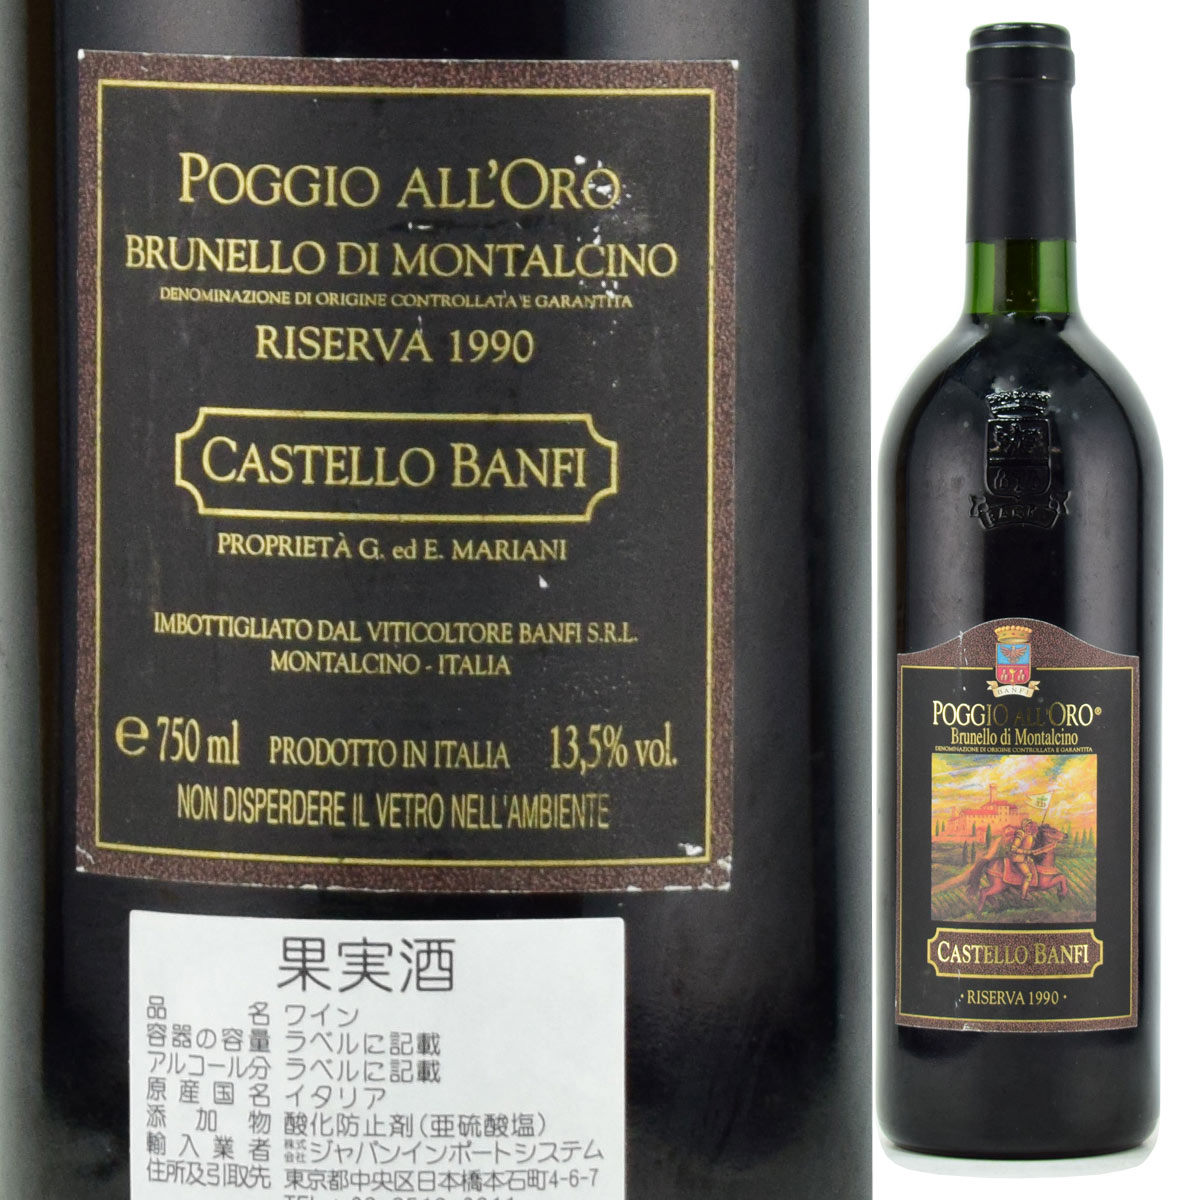 POGGIO ALL'ORO
BRUNELLO DI MONTALCINO
DENOMINAZIONE DI ORIGINE CONTROLLATA E GARANTITA
RISERVA 1990
CASTELLO BANFI
PROPRIETÀ G. ed E. MARIANI
IMBOTTIGLIATO DAL VITICOLTORE BANFI S.R.L.
MONTALCINO - ITALIA
℮ 750 ml PRODOTTO IN ITALIA 13,5% vol.
NON DISPERDERE IL VETRO NELL'AMBIENTE
果実酒
品名 ワイン
容器の容量 ラベルに記載
アルコール分 ラベルに記載
原産国名 イタリア
添加物 酸化防止剤(亜硫酸塩)
輸入業者 株式会社ジャパンインポートシステム
住所及引取先 東京都中央区日本橋本石町4-6-7
BANFI
POGGIO ALL'ORO®
Brunello di Montalcino
DENOMINAZIONE DI ORIGINE CONTROLLATA E GARANTITA
CASTELLO BANFI
· RISERVA 1990 ·